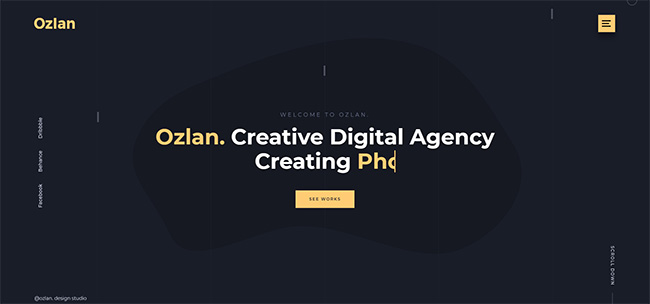 Ozlan
WELCOME TO OZLAN.
Ozlan. Creative Digital Agency
Creating Pho
SEE WORKS
Dribbble
Behance
Facebook
SCROLL DOWN
@ozlan. design studio